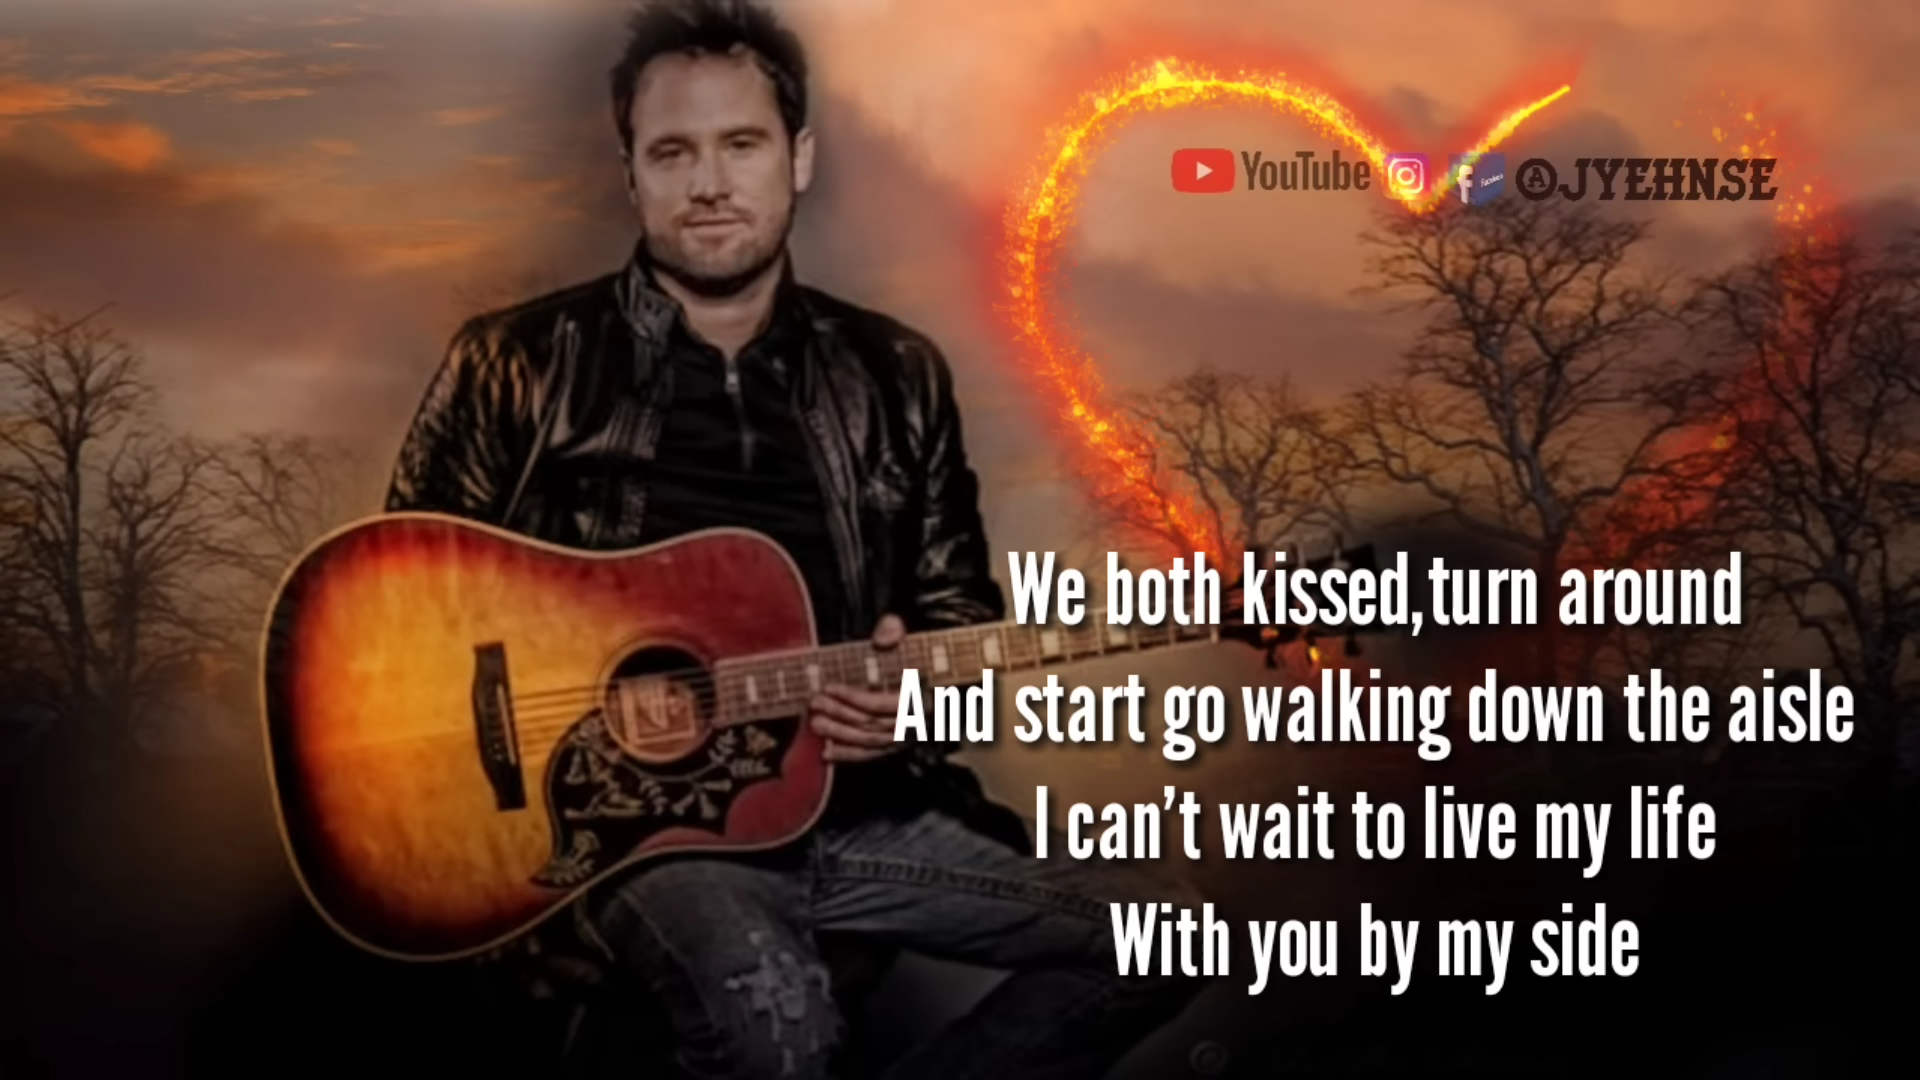 YouTube f Facebook @JYEHNSE
We both kissed,turn around
And start go walking down the aisle
I can't wait to live my life
With you by my side